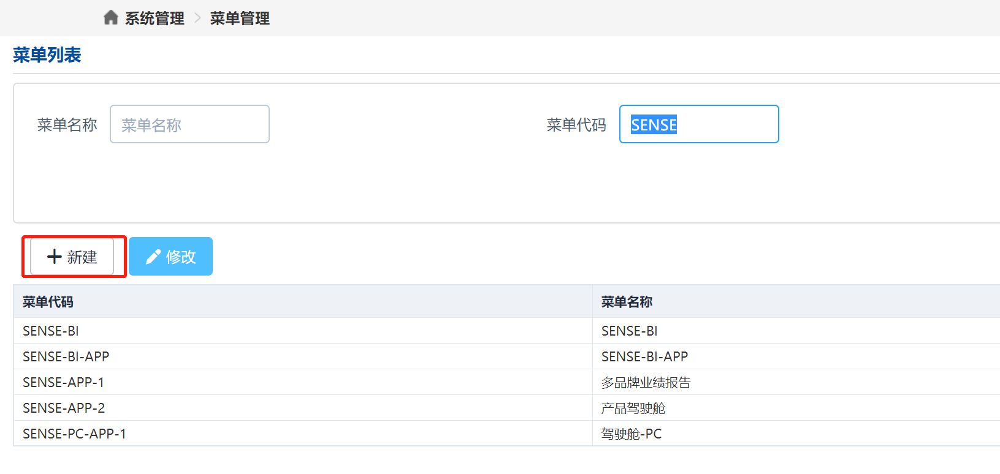 系统管理 > 菜单管理
菜单列表
菜单名称 菜单名称 菜单代码 SENSE
新建 修改
菜单代码 菜单名称
SENSE-BI SENSE-BI
SENSE-BI-APP SENSE-BI-APP
SENSE-APP-1 多品牌业绩报告
SENSE-APP-2 产品驾驶舱
SENSE-PC-APP-1 驾驶舱-PC